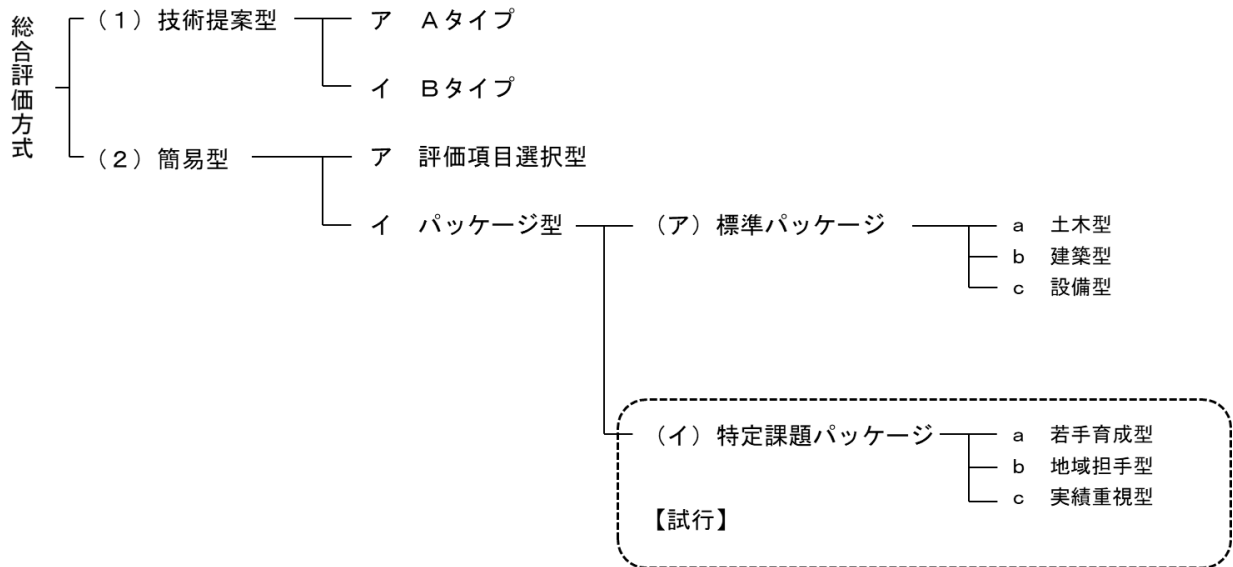 総合評価方式
（１）技術提案型 ア Ａタイプ
イ Ｂタイプ
（２）簡易型 ア 評価項目選択型
イ パッケージ型 （ア）標準パッケージ a 土木型
b 建築型
c 設備型
（イ）特定課題パッケージ a 若手育成型
b 地域担手型
c 実績重視型
【試行】